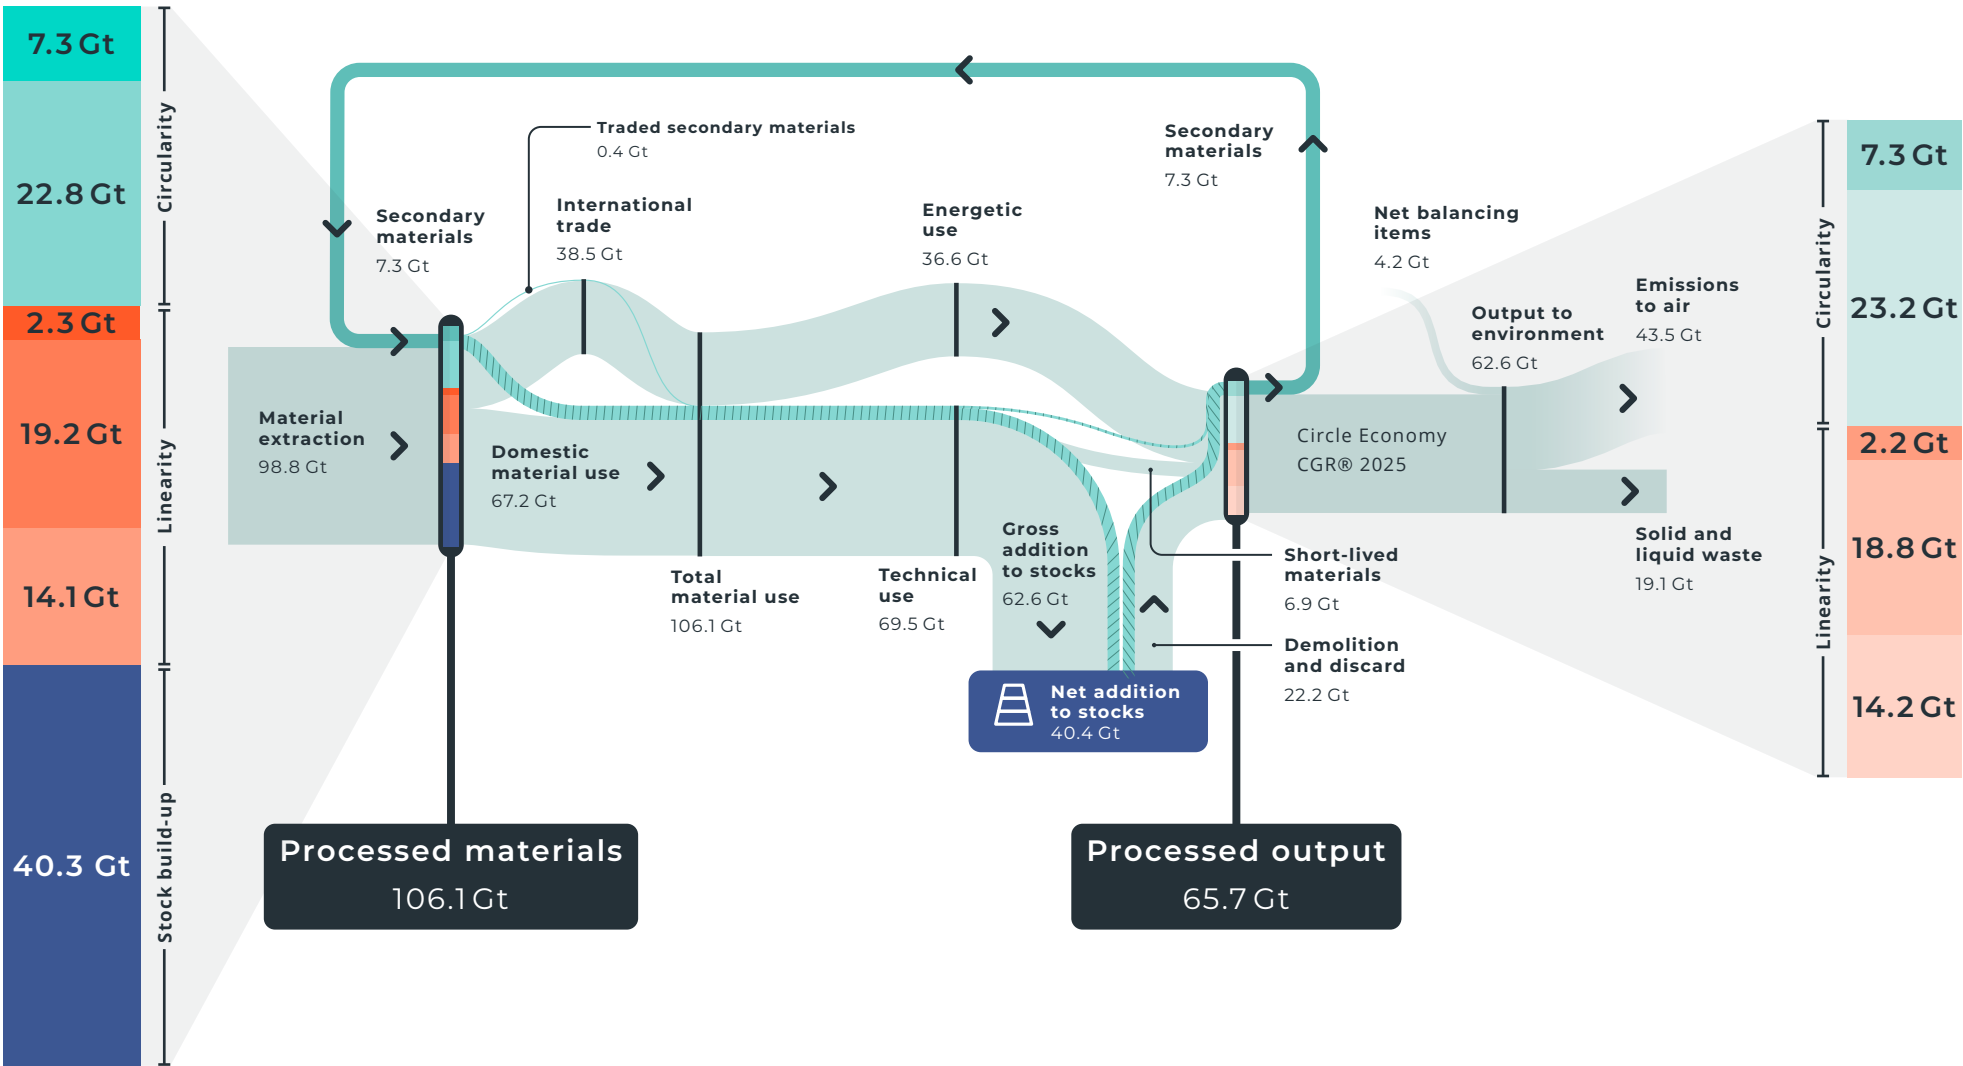 7.3 Gt
22.8 Gt
2.3 Gt
19.2 Gt
14.1 Gt
40.3 Gt
Circularity
Linearity
Stock build-up
Material
extraction
98.8 Gt
Secondary
materials
7.3 Gt
Traded secondary materials
0.4 Gt
International
trade
38.5 Gt
Domestic
material use
67.2 Gt
Total
material use
106.1 Gt
Energetic
use
36.6 Gt
Technical
use
69.5 Gt
Gross
addition
to stocks
62.6 Gt
Net addition
to stocks
40.4 Gt
Secondary
materials
7.3 Gt
Short-lived
materials
6.9 Gt
Demolition
and discard
22.2 Gt
Circle Economy
CGR® 2025
Net balancing
items
4.2 Gt
Output to
environment
62.6 Gt
Emissions
to air
43.5 Gt
Solid and
liquid waste
19.1 Gt
Processed materials
106.1 Gt
Processed output
65.7 Gt
Circularity
Linearity
7.3 Gt
23.2 Gt
2.2 Gt
18.8 Gt
14.2 Gt